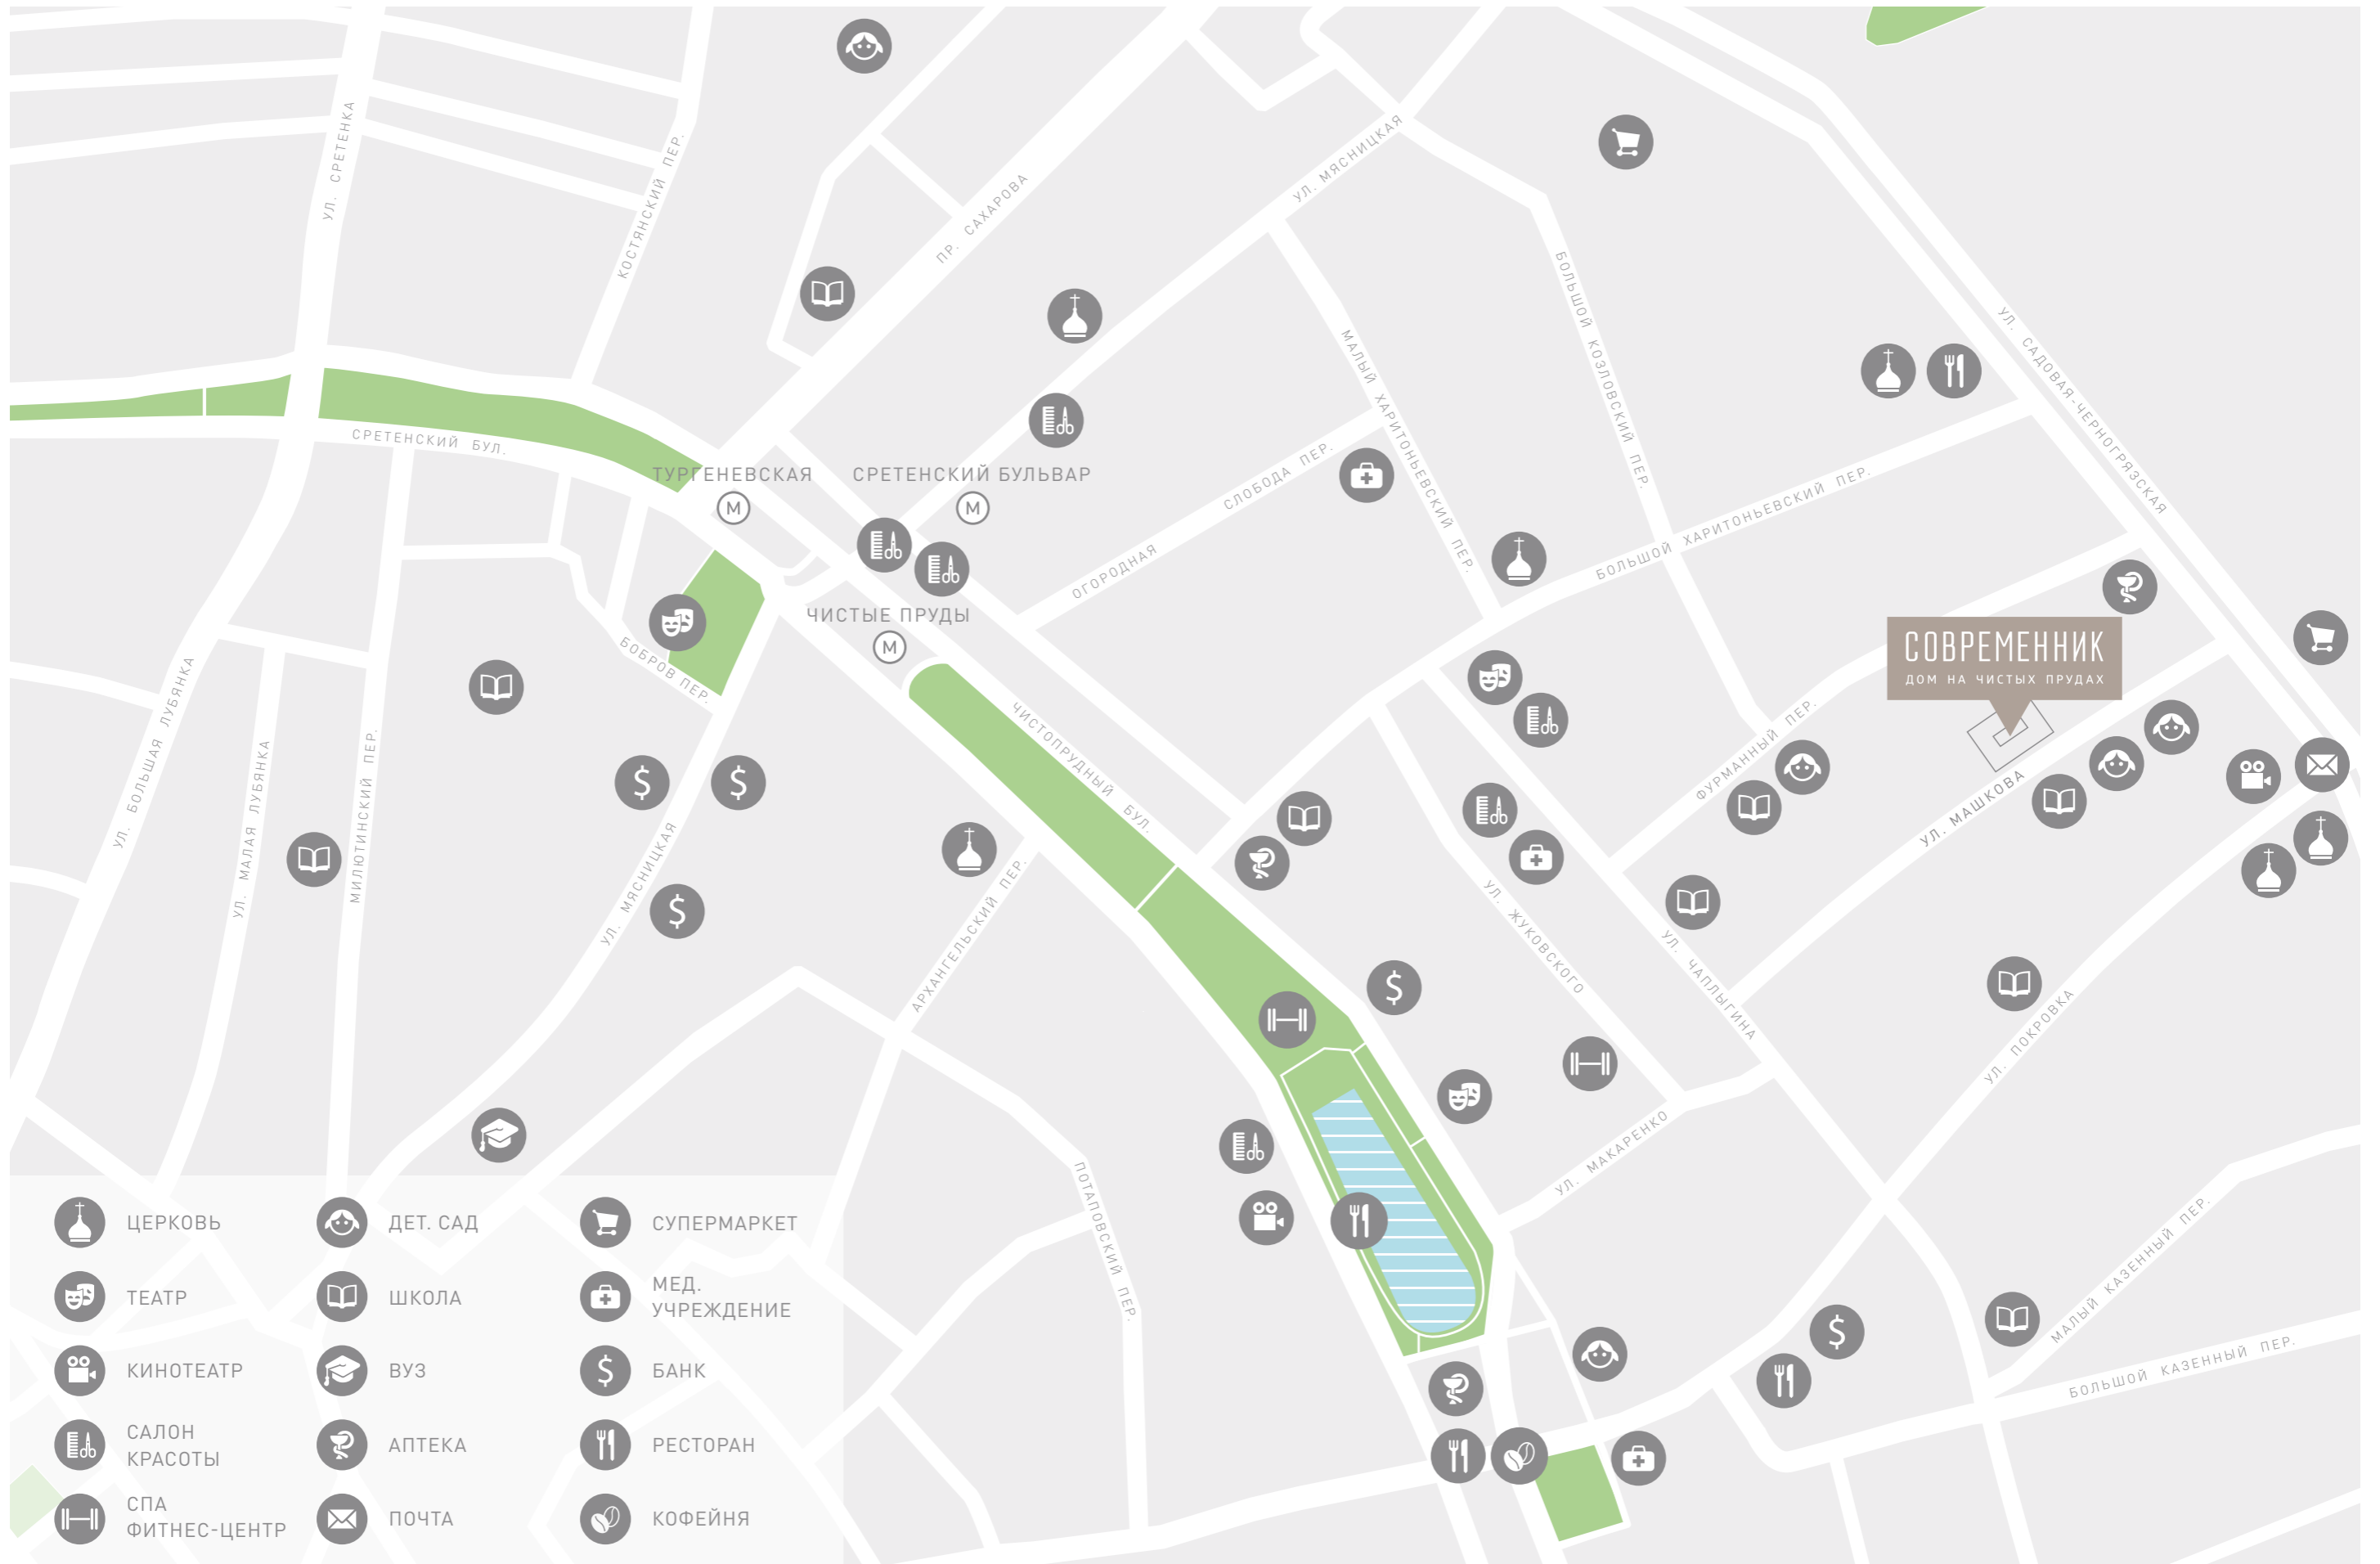 УЛ. СРЕТЕНКА
КОСТЯНСКИЙ ПЕР.
ПР. САХАРОВА
УЛ. МЯСНИЦКАЯ
БОЛЬШОЙ КОЗЛОВСКИЙ ПЕР.
МАЛЫЙ ХАРИТОНЬЕВСКИЙ ПЕР.
УЛ. САДОВАЯ-ЧЕРНОГРЯЗСКАЯ
СРЕТЕНСКИЙ БУЛ.
ТУРГЕНЕВСКАЯ
М
СРЕТЕНСКИЙ БУЛЬВАР
М
ОГОРОДНАЯ СЛОБОДА ПЕР.
БОЛЬШОЙ ХАРИТОНЬЕВСКИЙ ПЕР.
ЧИСТЫЕ ПРУДЫ
М
БОБРОВ ПЕР.
СОВРЕМЕННИК
ДОМ НА ЧИСТЫХ ПРУДАХ
УЛ. БОЛЬШАЯ ЛУБЯНКА
УЛ. МАЛАЯ ЛУБЯНКА
МИЛЮТИНСКИЙ ПЕР.
УЛ. МЯСНИЦКАЯ
ЧИСТОПРУДНЫЙ БУЛ.
ФУРМАННЫЙ ПЕР.
УЛ. МАШКОВА
АРХАНГЕЛЬСКИЙ ПЕР.
УЛ. ЖУКОВСКОГО
УЛ. ЧАПЛЫГИНА
УЛ. ПОКРОВКА
УЛ. МАКАРЕНКО
ПОТАПОВСКИЙ ПЕР.
МАЛЫЙ КАЗЕННЫЙ ПЕР.
БОЛЬШОЙ КАЗЕННЫЙ ПЕР.
ЦЕРКОВЬ
ТЕАТР
КИНОТЕАТР
САЛОН
КРАСОТЫ
СПА
ФИТНЕС-ЦЕНТР
ДЕТ. САД
ШКОЛА
ВУЗ
АПТЕКА
ПОЧТА
СУПЕРМАРКЕТ
МЕД.
УЧРЕЖДЕНИЕ
БАНК
РЕСТОРАН
КОФЕЙНЯ